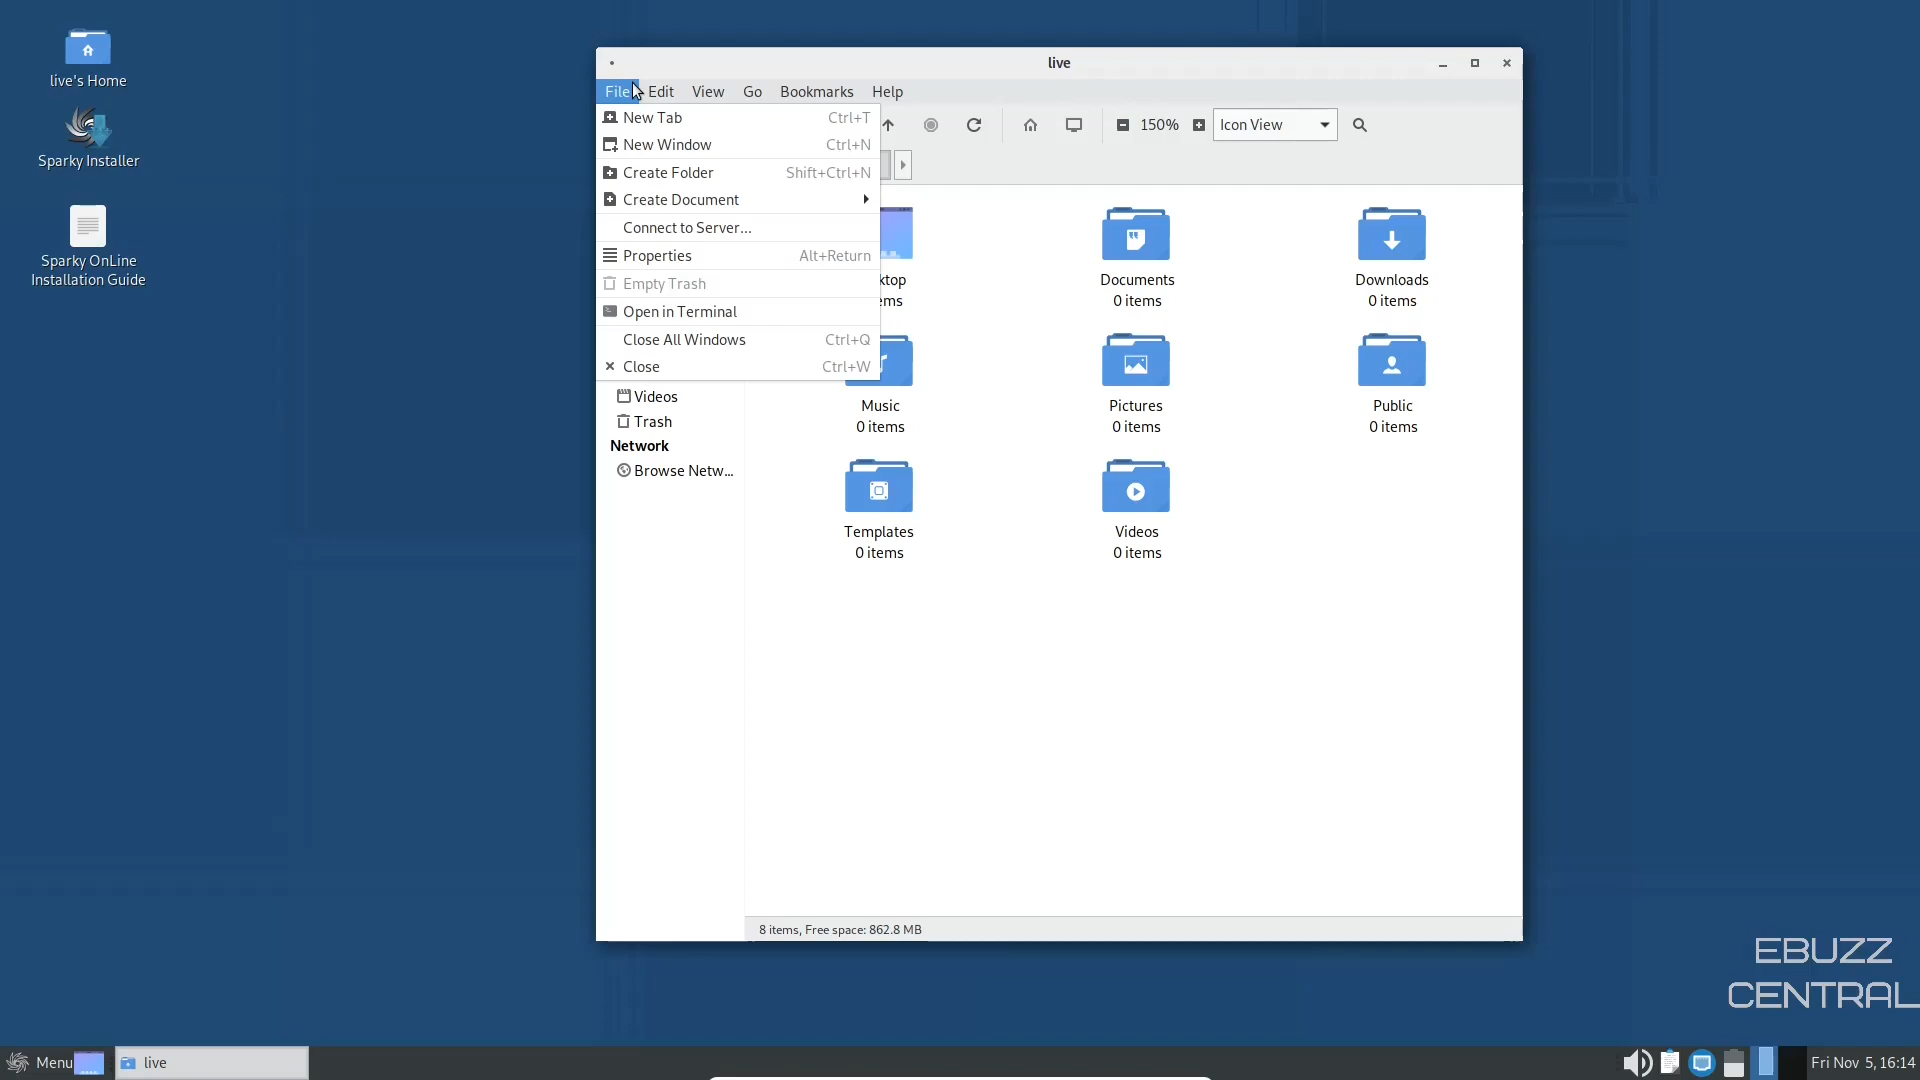 live's Home
Sparky Installer
Sparky OnLine
Installation Guide
live
File Edit View Go Bookmarks Help
New Tab Ctrl+T
New Window Ctrl+N
Create Folder Shift+Ctrl+N
Create Document
Connect to Server...
Properties Alt+Return
Empty Trash
Open in Terminal
Close All Windows Ctrl+Q
Close Ctrl+W
150% Icon View
ktop
ems
Documents
0 items
Downloads
0 items
Music
0 items
Pictures
0 items
Public
0 items
Templates
0 items
Videos
0 items
Videos
Trash
Network
Browse Netw...
8 items, Free space: 862.8 MB
EBUZZ
CENTRAL
Menu
live
Fri Nov 5, 16:14